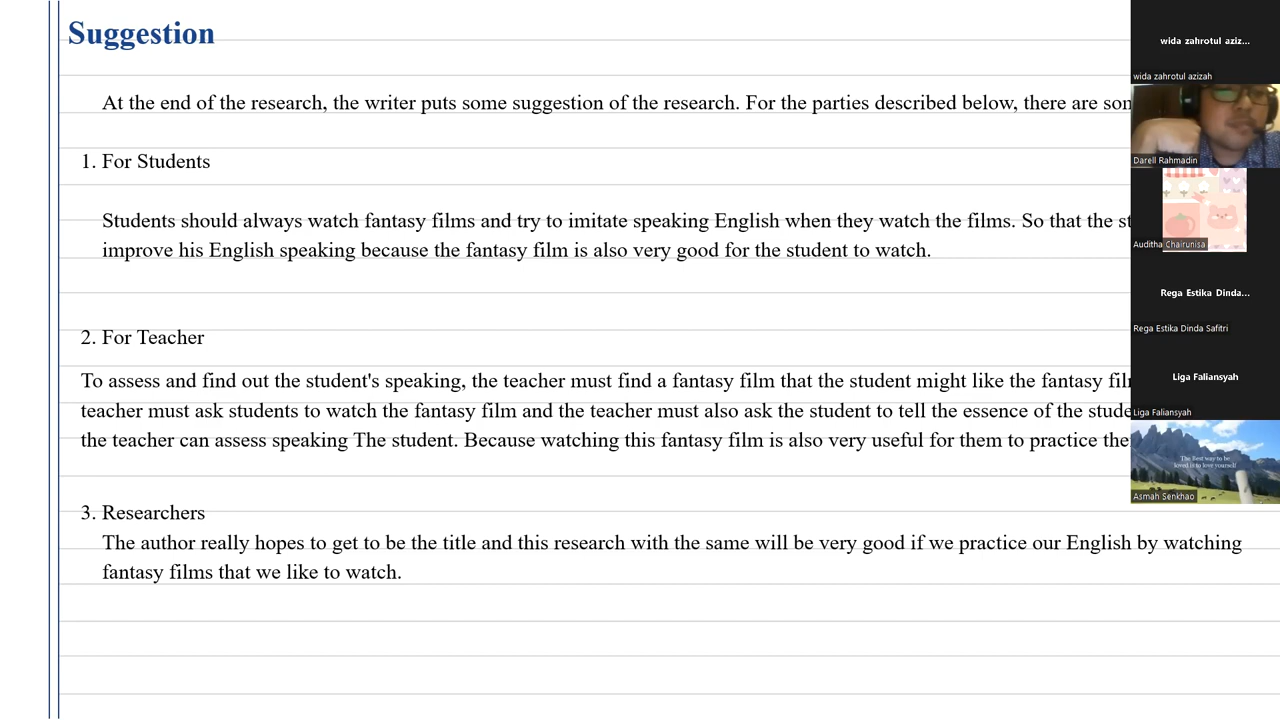 Suggestion
At the end of the research, the writer puts some suggestion of the research. For the parties described below, there are
1. For Students
Students should always watch fantasy films and try to imitate speaking English when they watch the films. So that the
improve his English speaking because the fantasy film is also very good for the student to watch.
2. For Teacher
To assess and find out the student's speaking, the teacher must find a fantasy film that the student might like the fantasy
teacher must ask students to watch the fantasy film and the teacher must also ask the student to tell the essence of the
the teacher can assess speaking The student. Because watching this fantasy film is also very useful for them to practice
3. Researchers
The author really hopes to get to be the title and this research with the same will be very good if we practice our English by watching
fantasy films that we like to watch.
wida zahrotul aziz...
wida zahrotul azizah
Darell Rahmadin
Auditha Chairunisa
Rega Estika Dinda...
Rega Estika Dinda Safitri
Liga Faliansyah
Liga Faliansyah
The Best way to be
loved is to love yourself
Asmah Senkhao